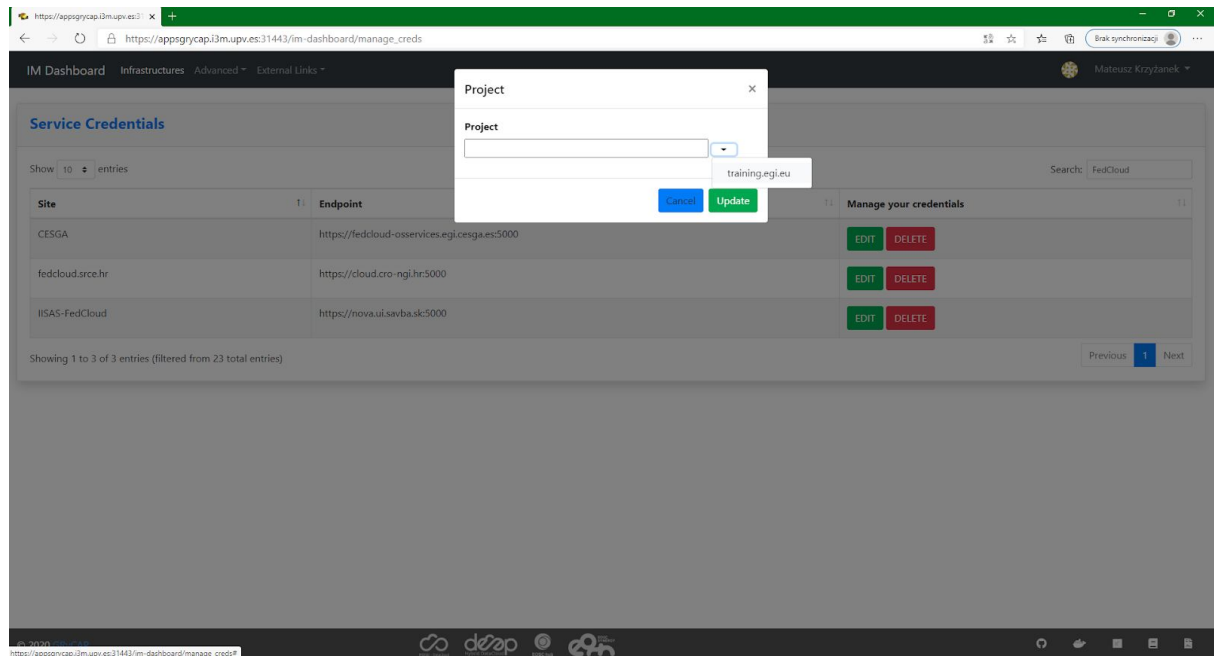 https://appsgrycap.i3m.upv.es:3
https://appsgrycap.i3m.upv.es:31443/im-dashboard/manage_creds
Brak synchronizacji
IM Dashboard Infrastructures Advanced External Links
Mateusz Krzyżanek
Project ×
Project
training.egi.eu
Cancel Update
Service Credentials
Show 10 entries
Search: FedCloud
Site Endpoint Manage your credentials
CESGA https://fedcloud-osservices.egi.cesga.es:5000 EDIT DELETE
fedcloud.srce.hr https://cloud.cro-ngi.hr:5000 EDIT DELETE
IISAS-FedCloud https://nova.ui.savba.sk:5000 EDIT DELETE
Showing 1 to 3 of 3 entries (filtered from 23 total entries)
Previous 1 Next
© 2020 GRyCAP
deep
https://appsgrycap.i3m.upv.es:31443/im-dashboard/manage_creds#